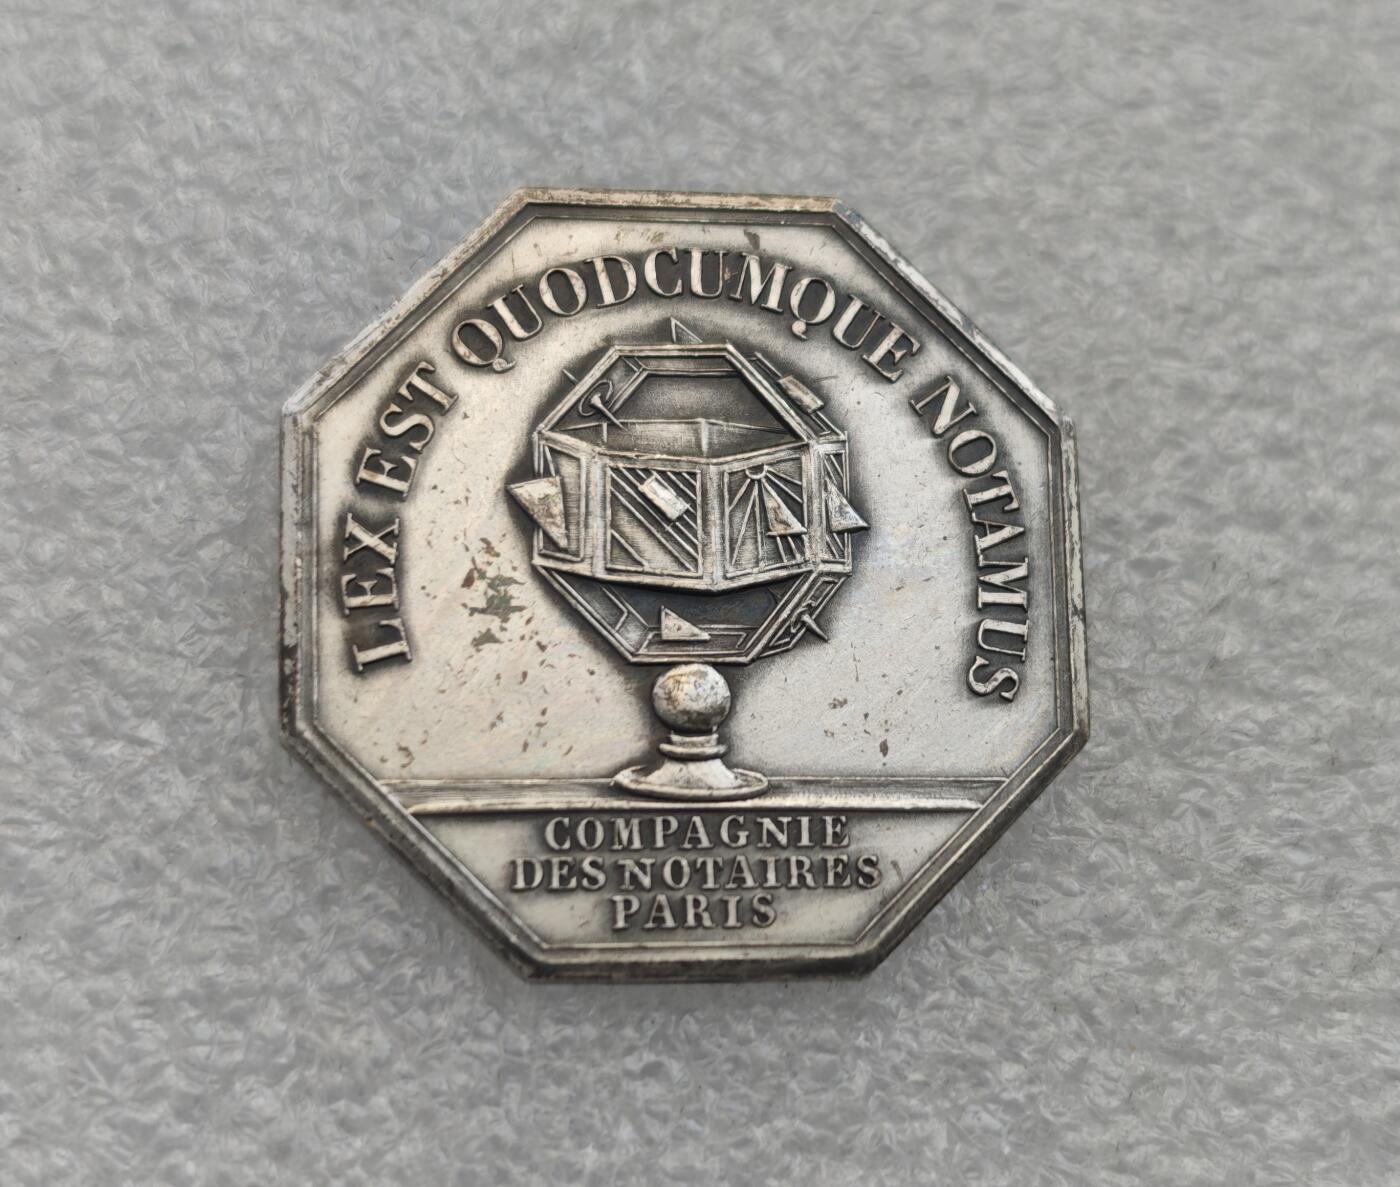 LEX EST QUODCUMQUE NOTAMUS
COMPAGNIE
DES NOTAIRES
PARIS